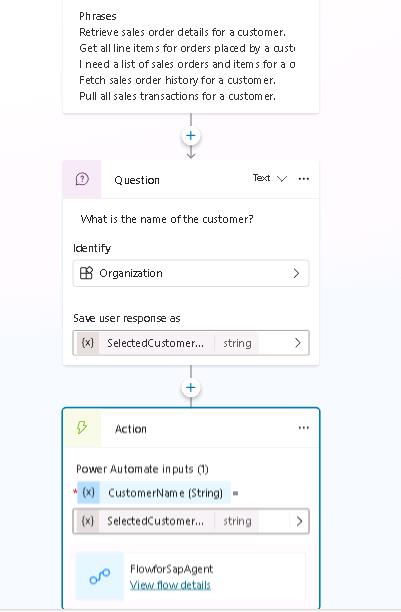 Phrases
Retrieve sales order details for a customer.
Get all line items for orders placed by a
I need a list of sales orders and items for a
Fetch sales order history for a customer.
Pull all sales transactions for a customer.
Question
Text
What is the name of the customer?
Identify
Organization
Save user response as
{x} SelectedCustomer... string
Action
Power Automate inputs (1)
* {x} CustomerName (String) =
{x} SelectedCustomer... string
FlowforSapAgent
View flow details